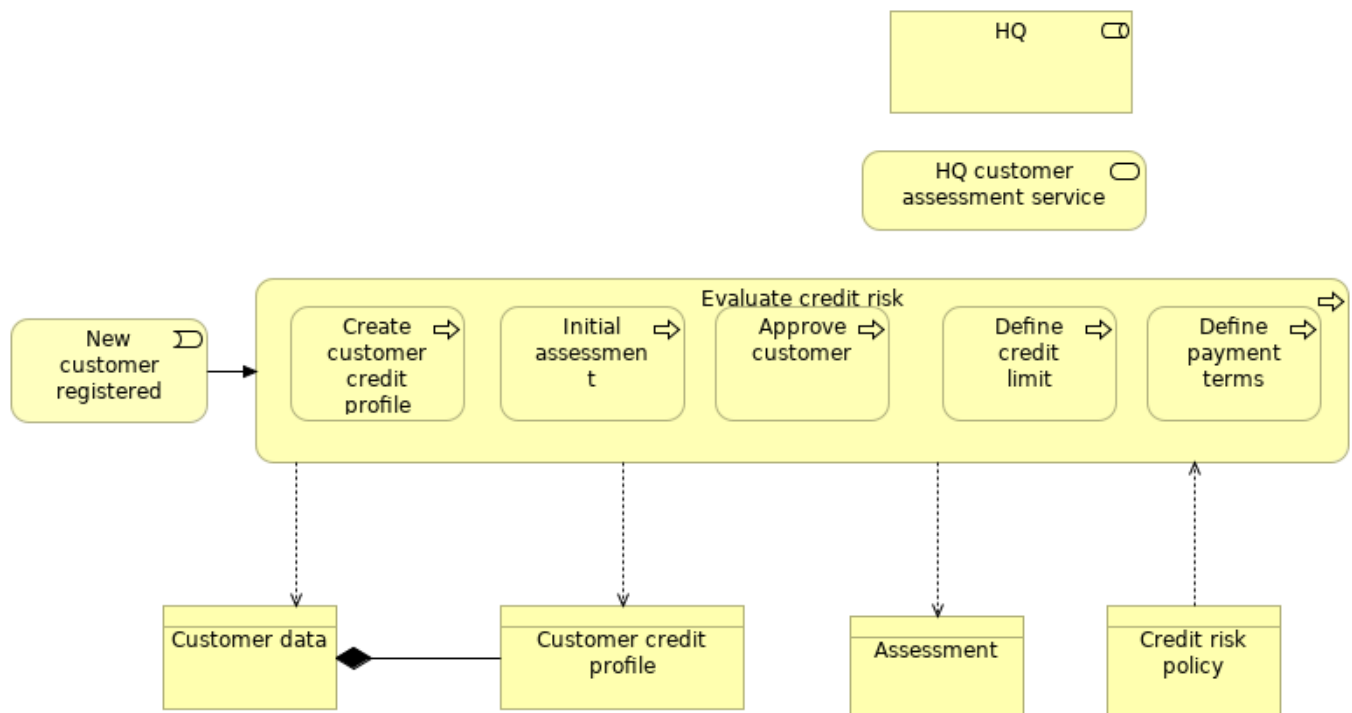 HQ
HQ customer
assessment service
Evaluate credit risk
New
customer
registered
Create
customer
credit
profile
Initial
assessmen
t
Approve
customer
Define
credit
limit
Define
payment
terms
Customer data
Customer credit
profile
Assessment
Credit risk
policy